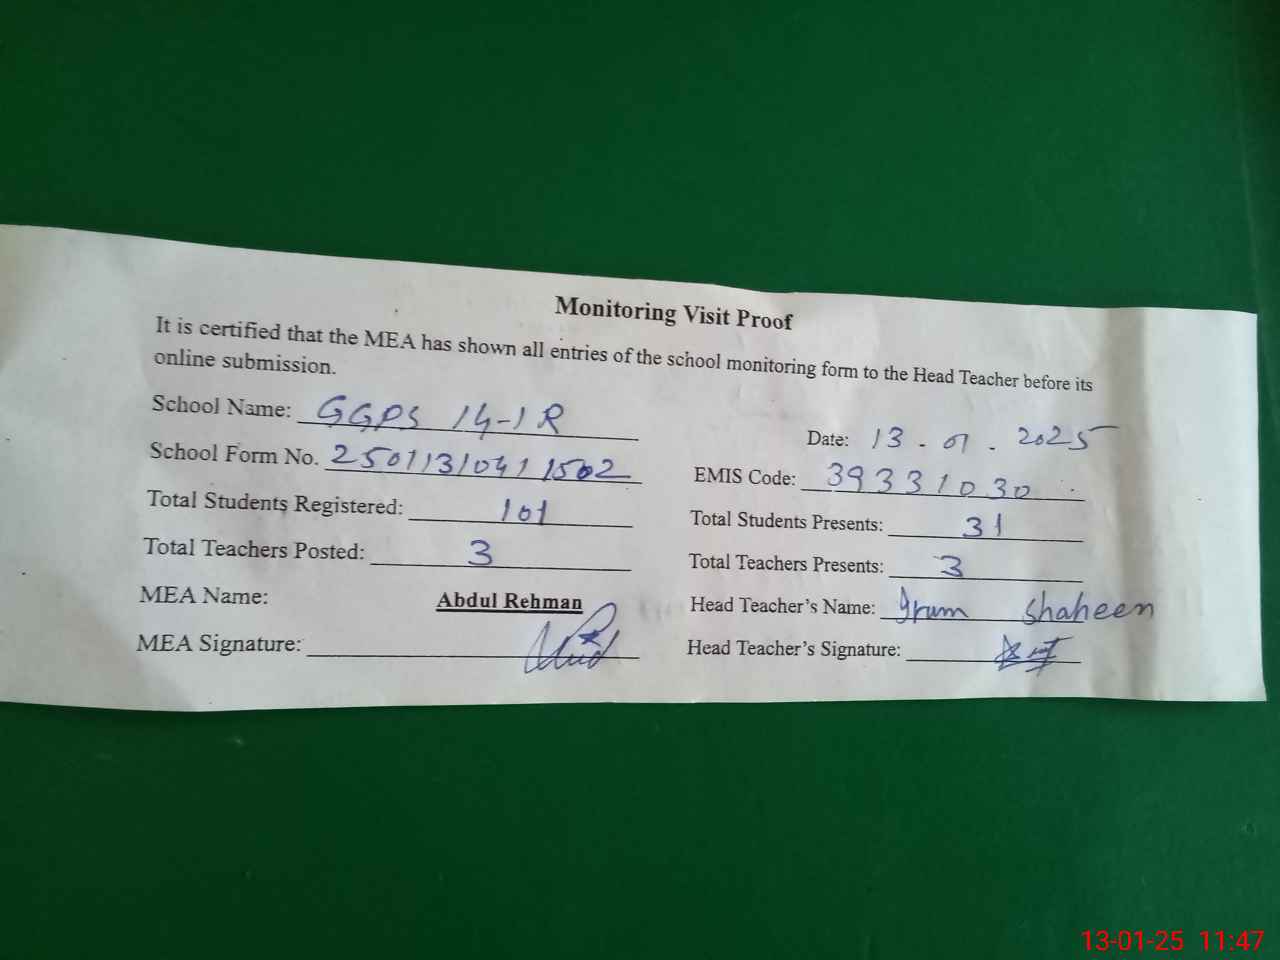 Monitoring Visit Proof
It is certified that the MEA has shown all entries of the school monitoring form to the Head Teacher before its
online submission.
School Name: GGPS 14-1R
Date: 13-01-2025
School Form No. 2501131041 1502
EMIS Code: 39331030
Total Students Registered: 101
Total Students Presents: 31
Total Teachers Posted: 3
Total Teachers Presents: 3
MEA Name: Abdul Rehman
Head Teacher's Name: Irum Shaheen
MEA Signature:
Head Teacher's Signature:
13-01-25 11:47